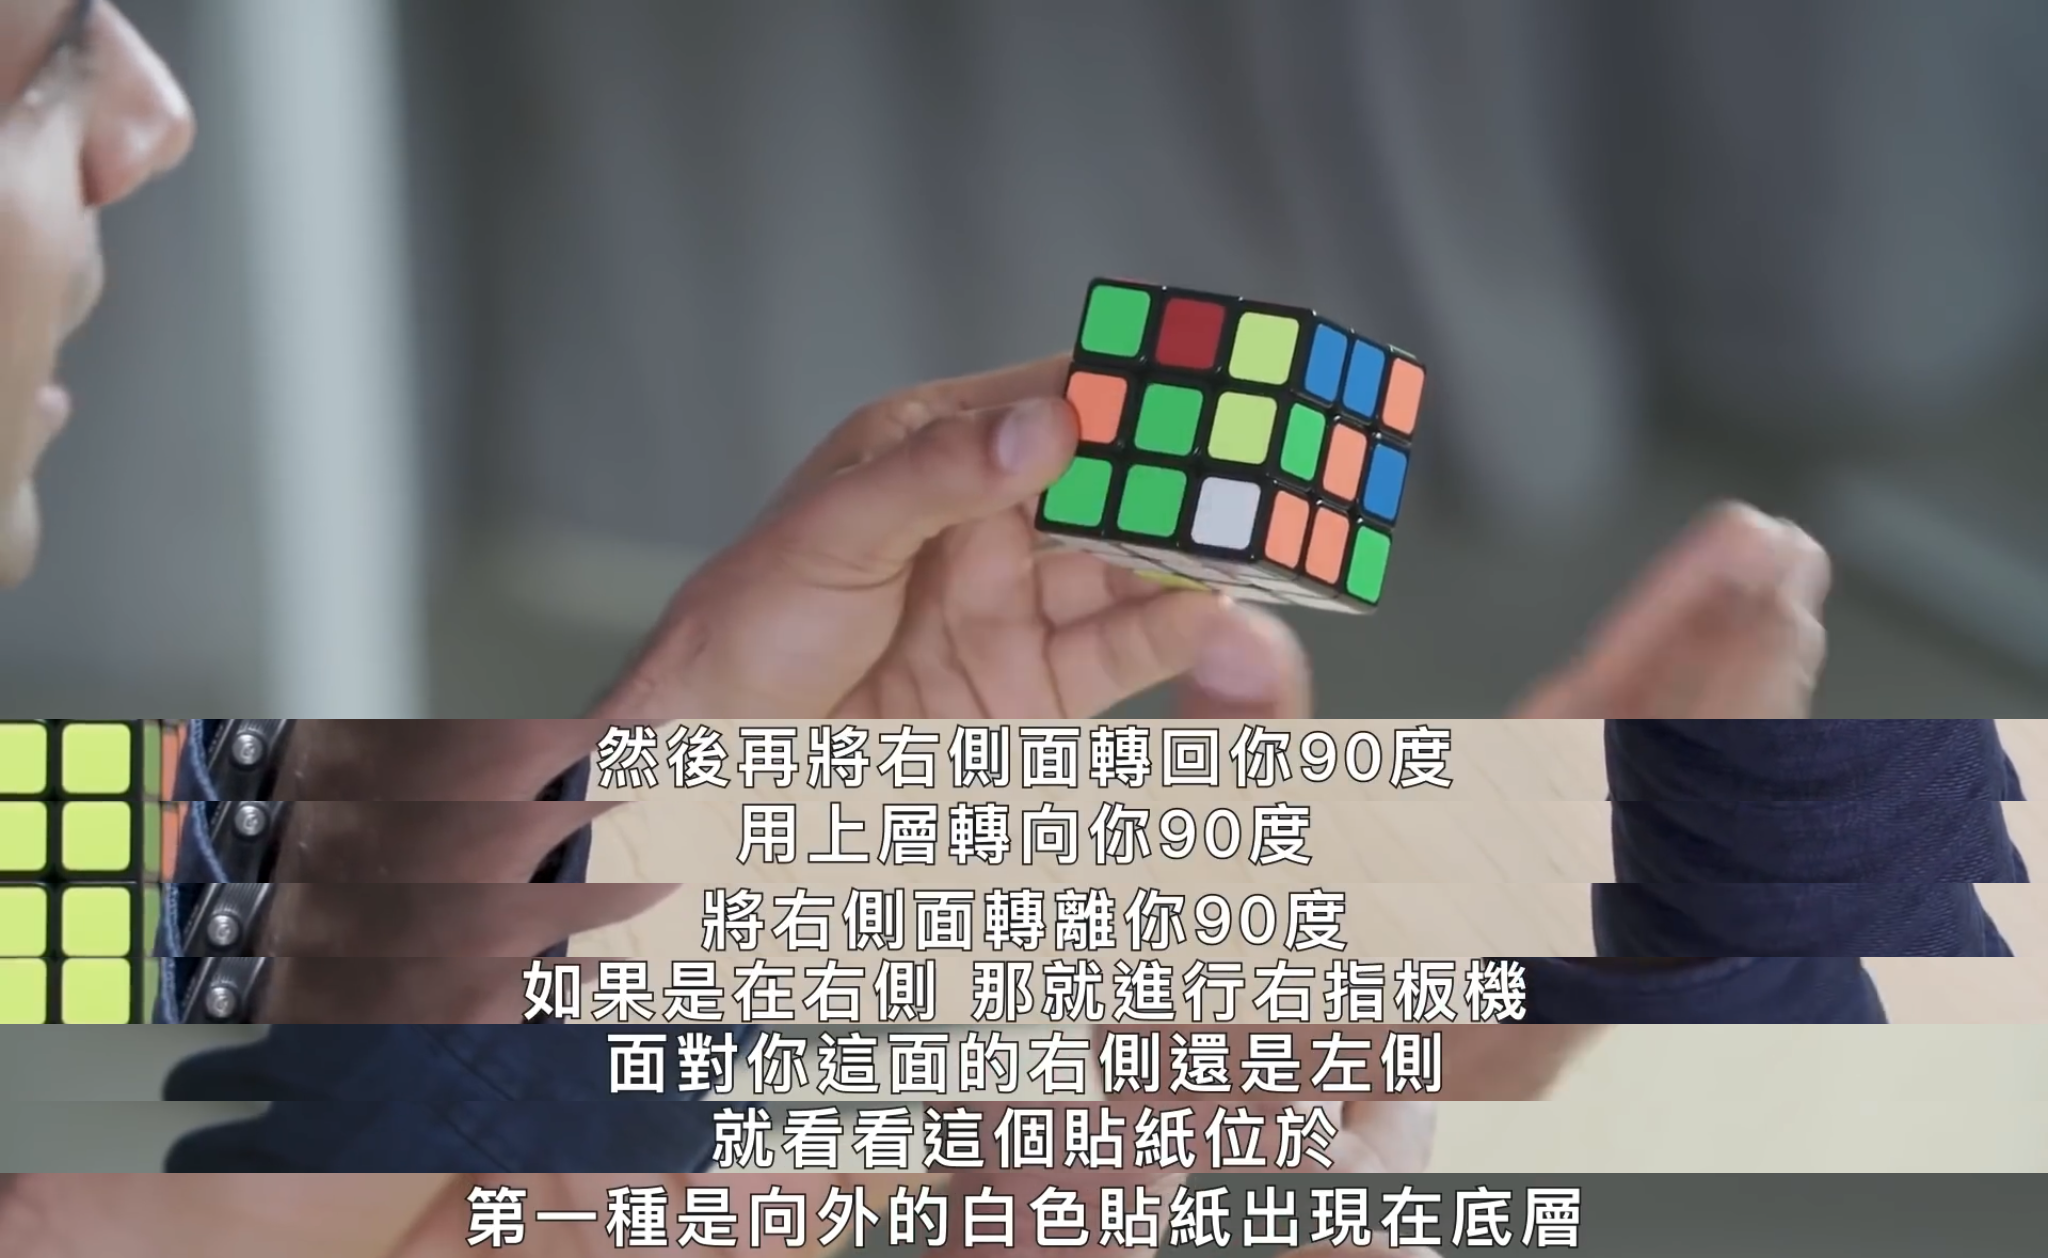 然後再將右側面轉回你90度
用上層轉向你90度
將右側面轉離你90度
如果是在右側 那就進行右指板機
面對你這面的右側還是左側
就看看這個貼紙位於
第一種是向外的白色貼紙出現在底層